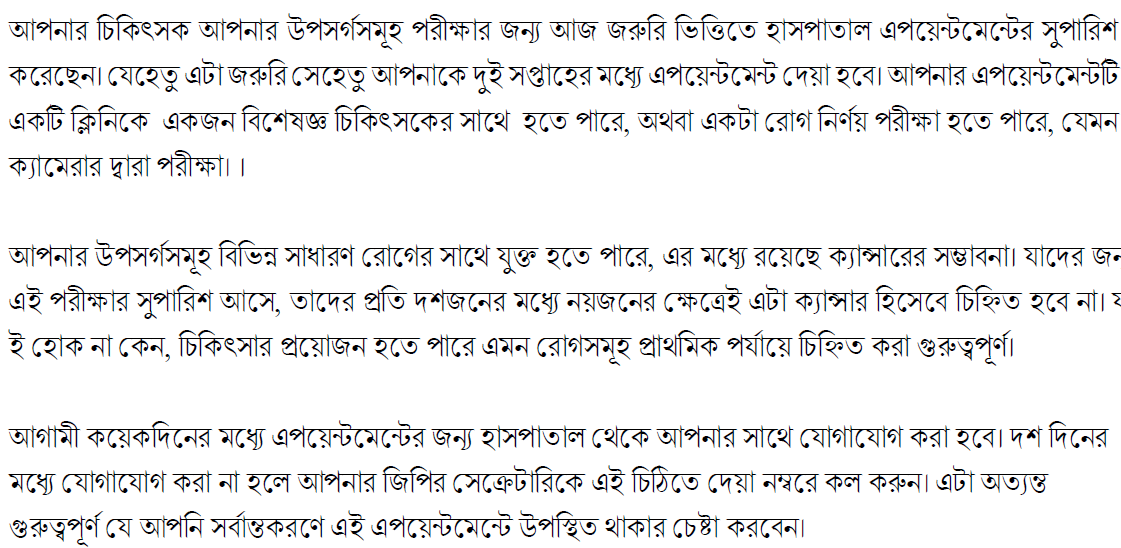 আপনার চিকিৎসক আপনার উপসর্গসমূহ পরীক্ষার জন্য আজ জরুরি ভিত্তিতে হাসপাতাল এপয়েন্টমেন্টের সুপারিশ
করেছেন। যেহেতু এটা জরুরি সেহেতু আপনাকে দুই সপ্তাহের মধ্যে এপয়েন্টমেন্ট দেয়া হবে। আপনার এপয়েন্টমেন্টটি
একটি ক্লিনিকে একজন বিশেষজ্ঞ চিকিৎসকের সাথে হতে পারে, অথবা একটা রোগ নির্ণয় পরীক্ষা হতে পারে, যেমন
ক্যামেরার দ্বারা পরীক্ষা। ।
আপনার উপসর্গসমূহ বিভিন্ন সাধারণ রোগের সাথে যুক্ত হতে পারে, এর মধ্যে রয়েছে ক্যান্সারের সম্ভাবনা। যাদের
এই পরীক্ষার সুপারিশ আসে, তাদের প্রতি দশজনের মধ্যে নয়জনের ক্ষেত্রেই এটা ক্যান্সার হিসেবে চিহ্নিত হবে না।
ই হোক না কেন, চিকিৎসার প্রয়োজন হতে পারে এমন রোগসমূহ প্রাথমিক পর্যায়ে চিহ্নিত করা গুরুত্বপূর্ণ।
আগামী কয়েকদিনের মধ্যে এপয়েন্টমেন্টের জন্য হাসপাতাল থেকে আপনার সাথে যোগাযোগ করা হবে। দশ দিনের
মধ্যে যোগাযোগ করা না হলে আপনার জিপির সেক্রেটারিকে এই চিঠিতে দেয়া নম্বরে কল করুন। এটা অত্যন্ত
গুরুত্বপূর্ণ যে আপনি সর্বান্তকরণে এই এপয়েন্টমেন্টে উপস্থিত থাকার চেষ্টা করবেন।